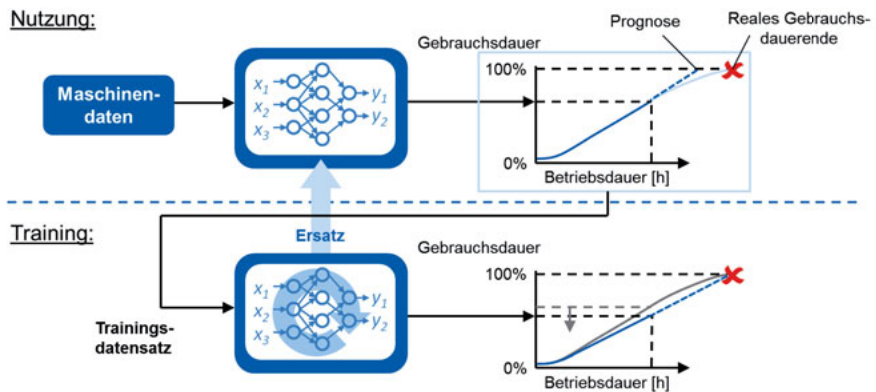 Nutzung:
Prognose
Reales Gebrauchs-
dauerende
Gebrauchsdauer
Maschinen-
daten
x1
x2
x3
y1
y2
100%
0%
Betriebsdauer [h]
Training:
Ersatz
Gebrauchsdauer
Trainings-
datensatz
x1
x2
x3
y1
y2
100%
0%
Betriebsdauer [h]